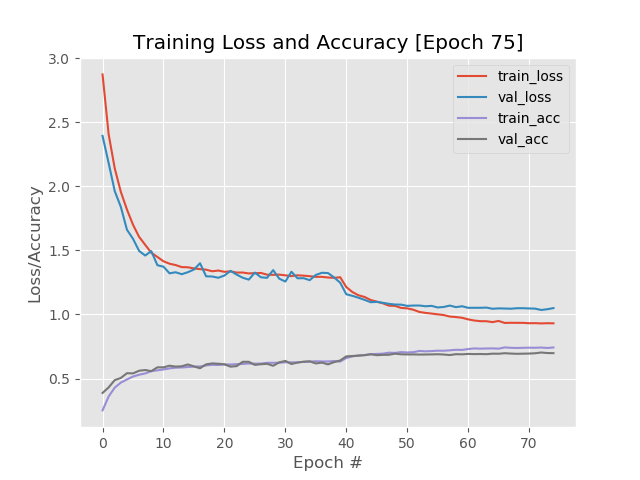 Training Loss and Accuracy [Epoch 75]
3.0
2.5
2.0
1.5
1.0
0.5
Loss/Accuracy
train_loss
val_loss
train_acc
val_acc
0 10 20 30 40 50 60 70
Epoch #